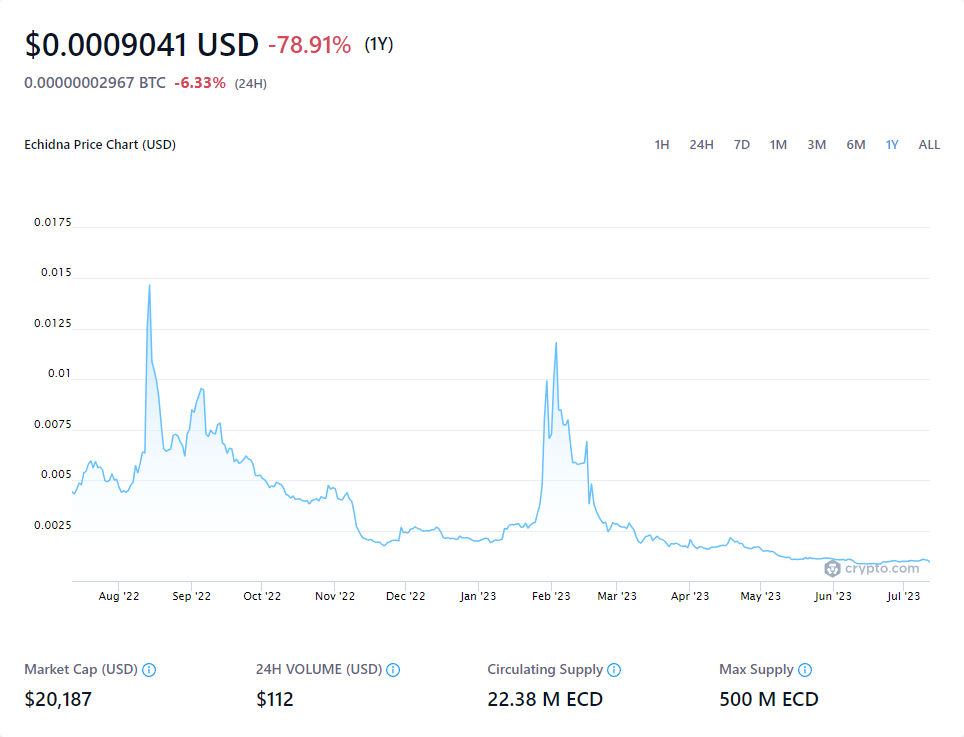 $0.0009041 USD -78.91% (1Y)
0.00000002967 BTC -6.33% (24H)
Echidna Price Chart (USD) 1H 24H 7D 1M 3M 6M 1Y ALL
0.0175
0.015
0.0125
0.01
0.0075
0.005
0.0025
crypto.com
Aug '22 Sep '22 Oct '22 Nov '22 Dec '22 Jan '23 Feb '23 Mar '23 Apr '23 May '23 Jun '23 Jul '23
Market Cap (USD) 24H VOLUME (USD) Circulating Supply Max Supply
$20,187 $112 22.38 M ECD 500 M ECD